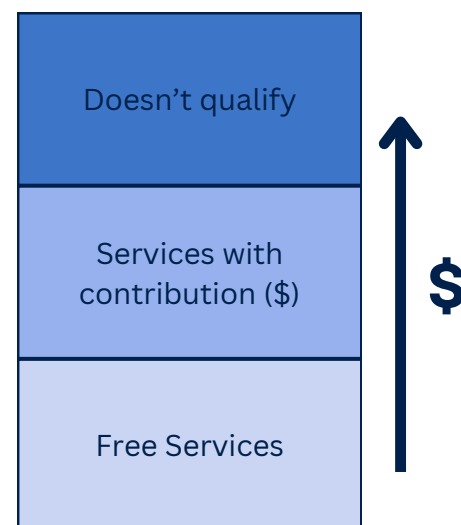 Doesn’t qualify
Services with
contribution ($)
$
Free Services